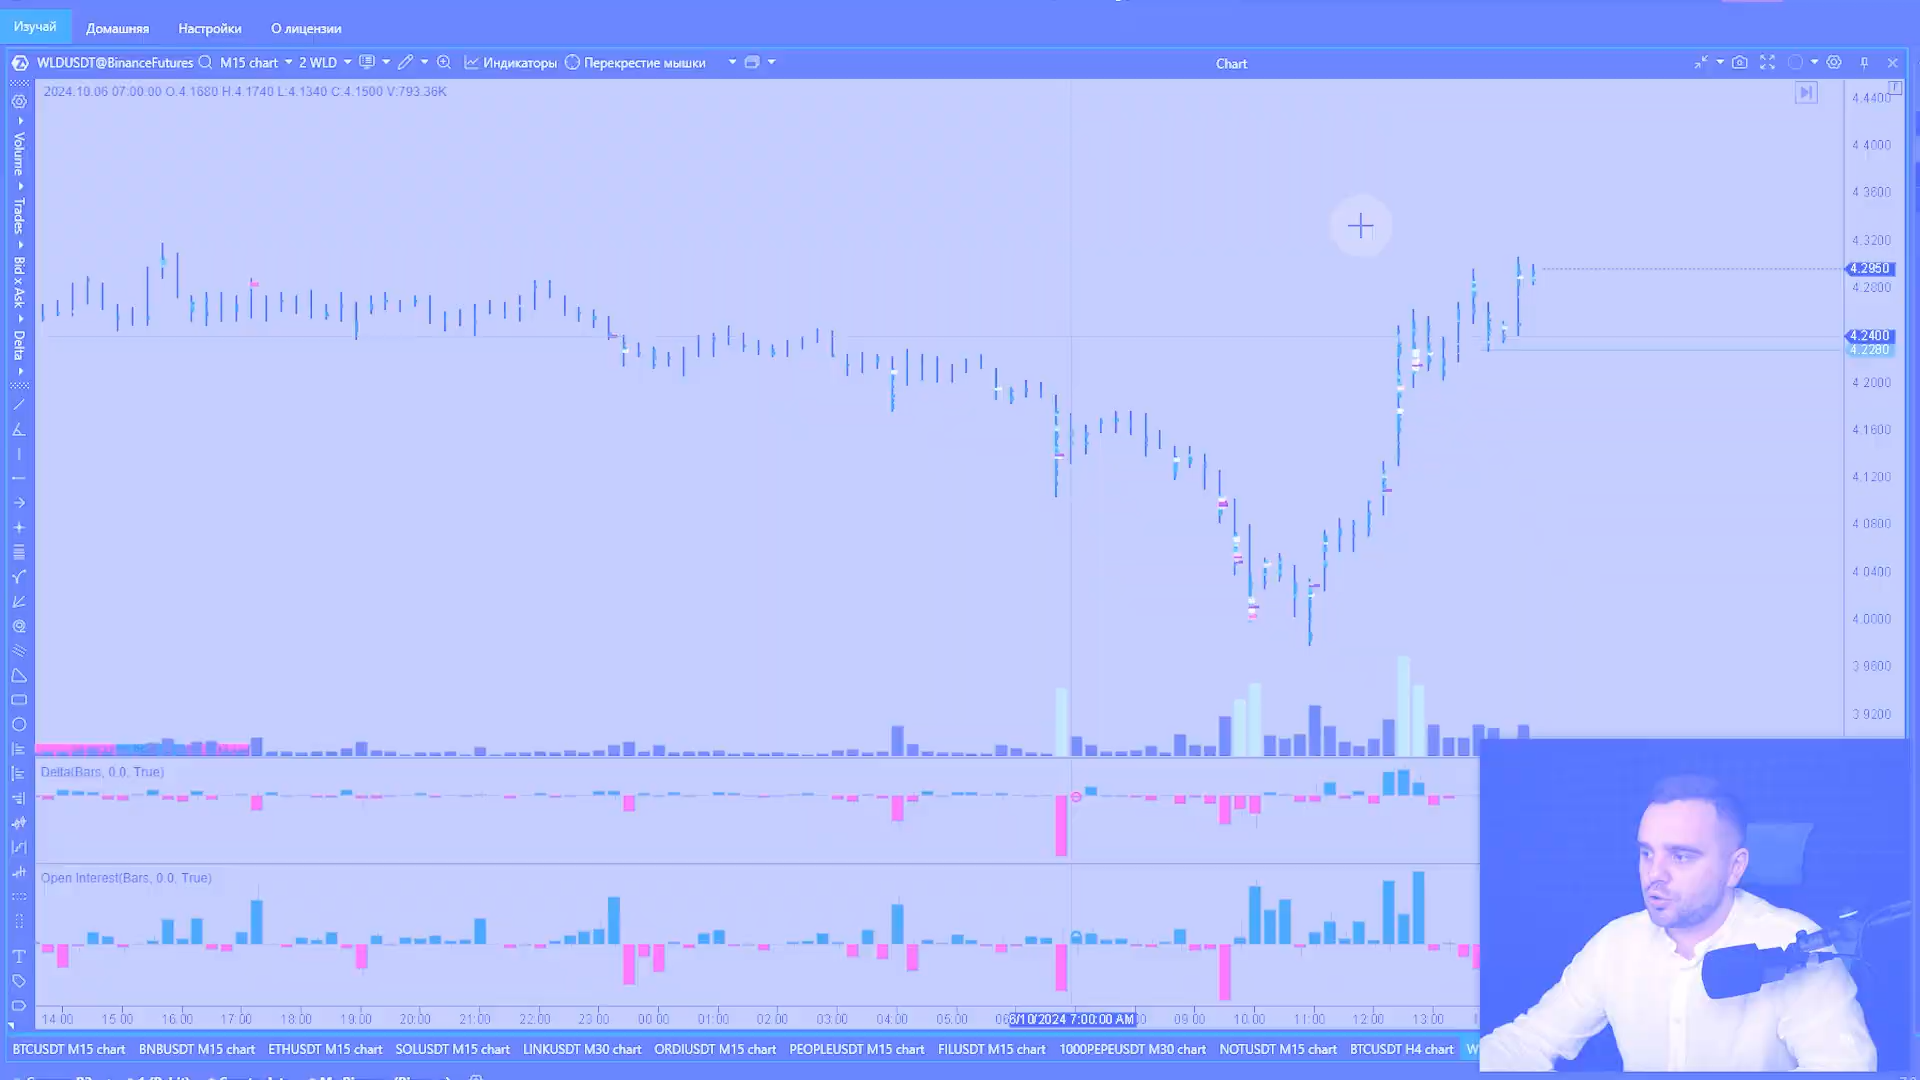 Изучай Домашняя Настройки О лицензии
WLDUSDT@BinanceFutures M15 chart 2 WLD Индикаторы Перекрестие мышки Chart
2024.10.06 07:00:00 O:4.1680 H:4.1740 L:4.1340 C:4.1500 V:793.36K
Volume
Trades
Bid x Ask
Delta
4.4400
4.4000
4.3600
4.3200
4.2950
4.2800
4.2400
4.2280
4.2000
4.1600
4.1200
4.0800
4.0400
4.0000
3.9600
3.9200
Delta(Bars, 0.0, True)
Open Interest(Bars, 0.0, True)
14:00 15:00 16:00 17:00 18:00 19:00 20:00 21:00 22:00 23:00 00:00 01:00 02:00 03:00 04:00 05:00 6/10/2024 7:00:00 AM 09:00 10:00 11:00 12:00 13:00
BTCUSDT M15 chart BNBUSDT M15 chart ETHUSDT M15 chart SOLUSDT M15 chart LINKUSDT M30 chart ORDIUSDT M15 chart PEOPLEUSDT M15 chart FILUSDT M15 chart 1000PEPEUSDT M30 chart NOTUSDT M15 chart BTCUSDT H4 chart W